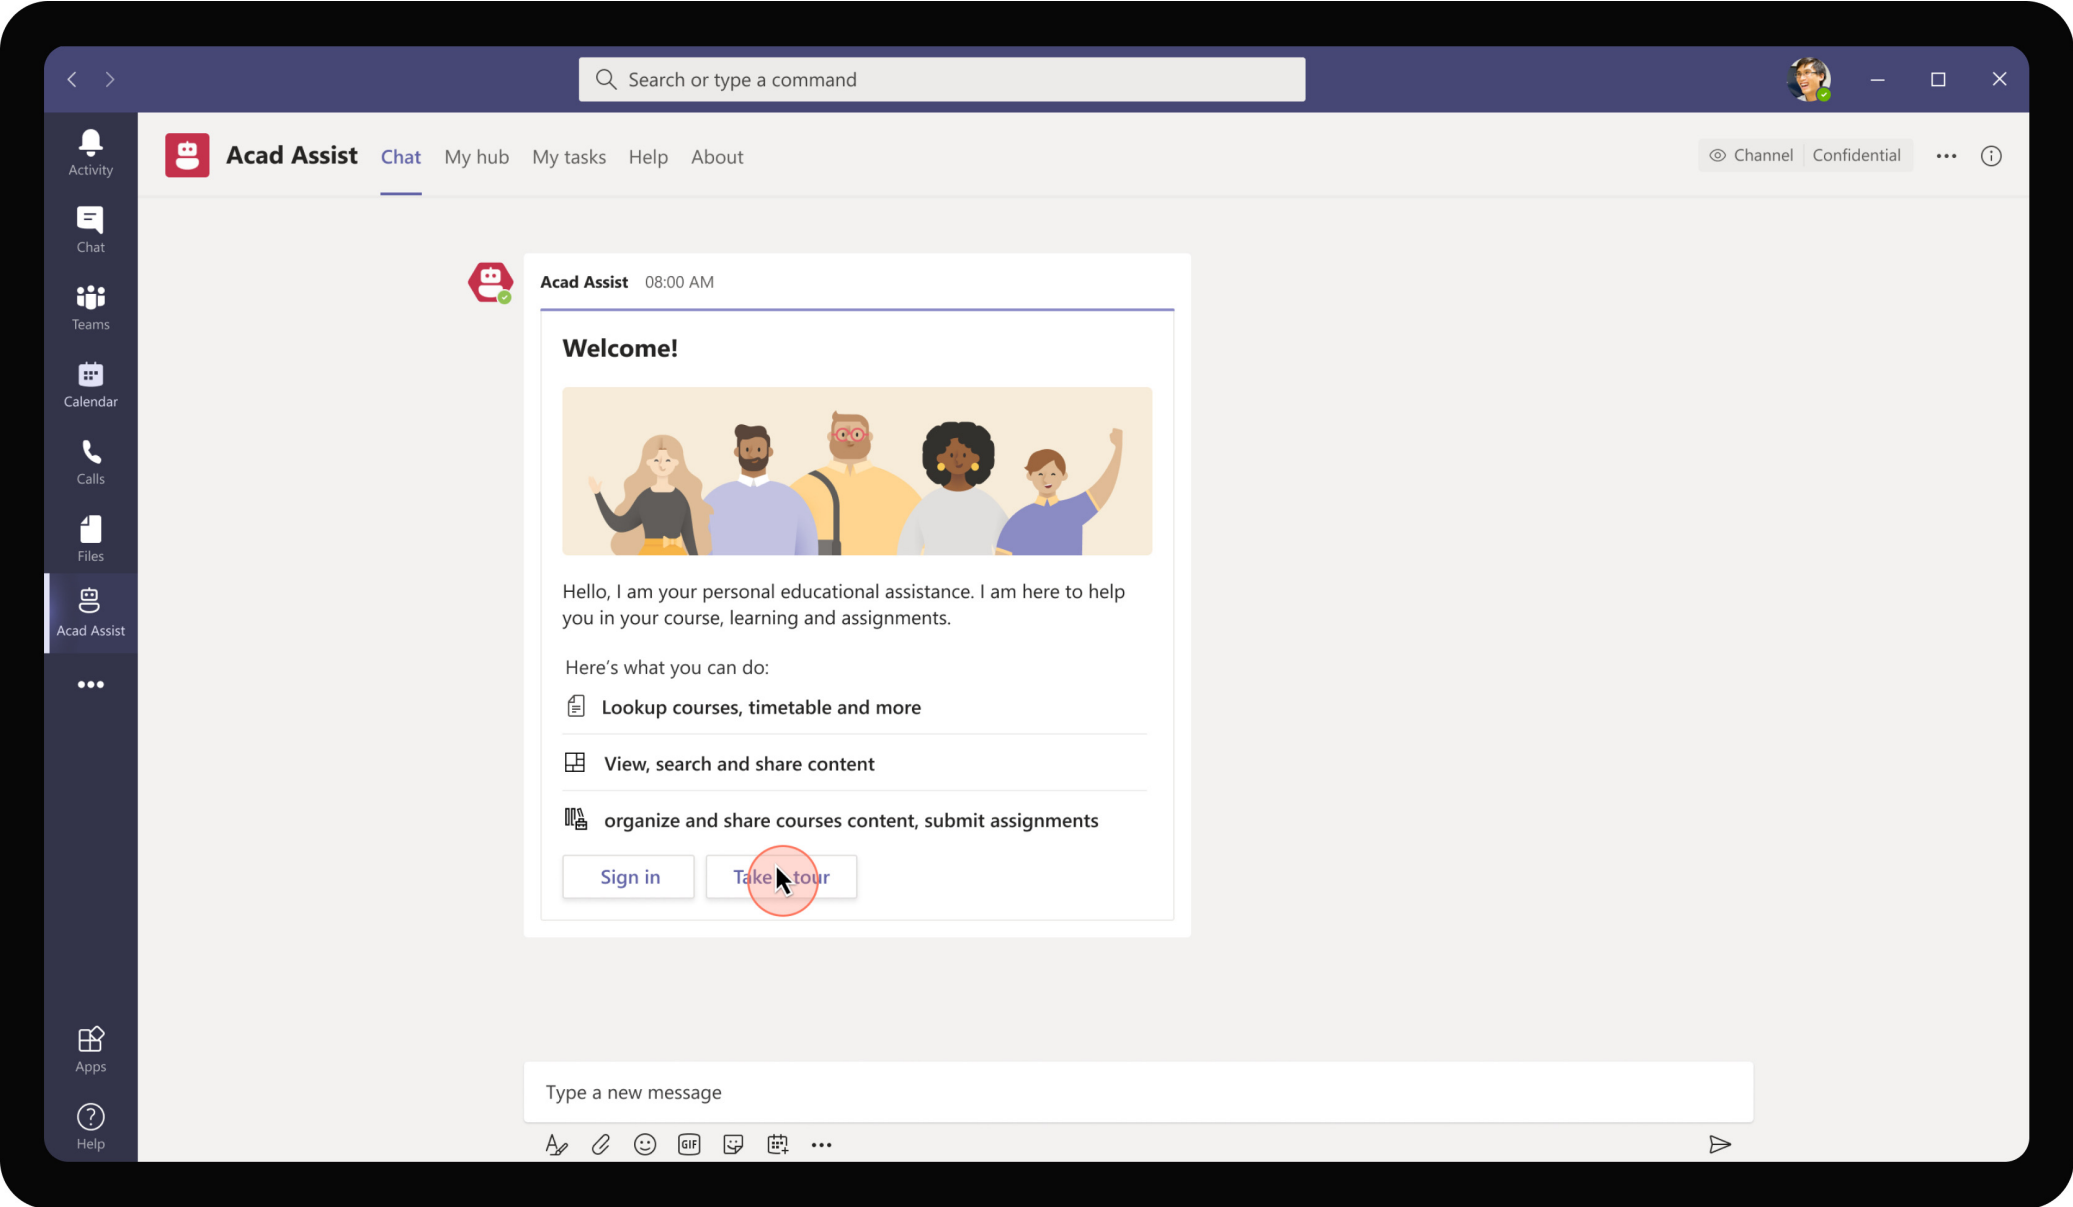 Search or type a command
Activity
Chat
Teams
Calendar
Calls
Files
Acad Assist
Apps
Help
Acad Assist Chat My hub My tasks Help About
Channel Confidential
Acad Assist 08:00 AM
Welcome!
Hello, I am your personal educational assistance. I am here to help
you in your course, learning and assignments.
Here's what you can do:
Lookup courses, timetable and more
View, search and share content
organize and share courses content, submit assignments
Sign in
Take tour
Type a new message
GIF